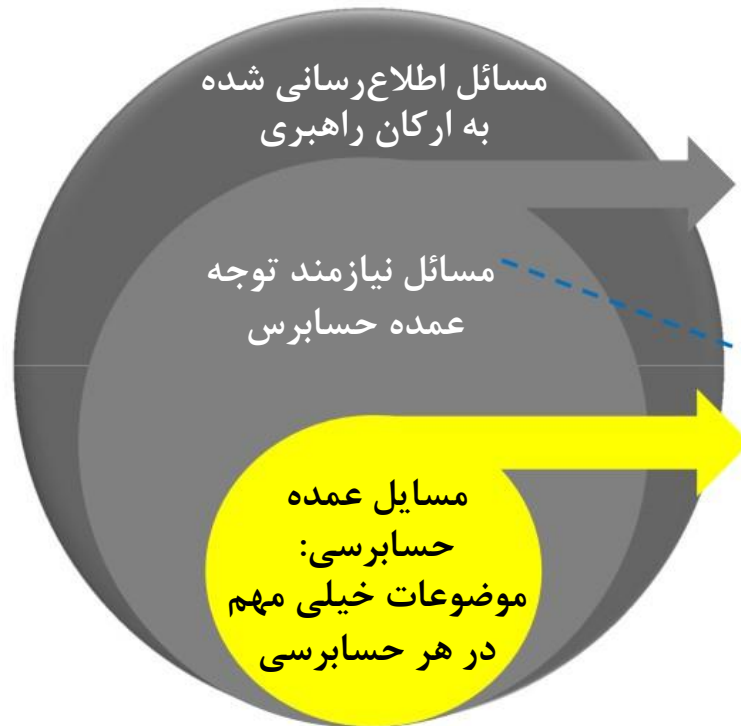 مسائل اطلاع‌رسانی شده
به ارکان راهبری
مسائل نیازمند توجه
عمده حسابرس
مسایل عمده
حسابرسی:
موضوعات خیلی مهم
در هر حسابرسی